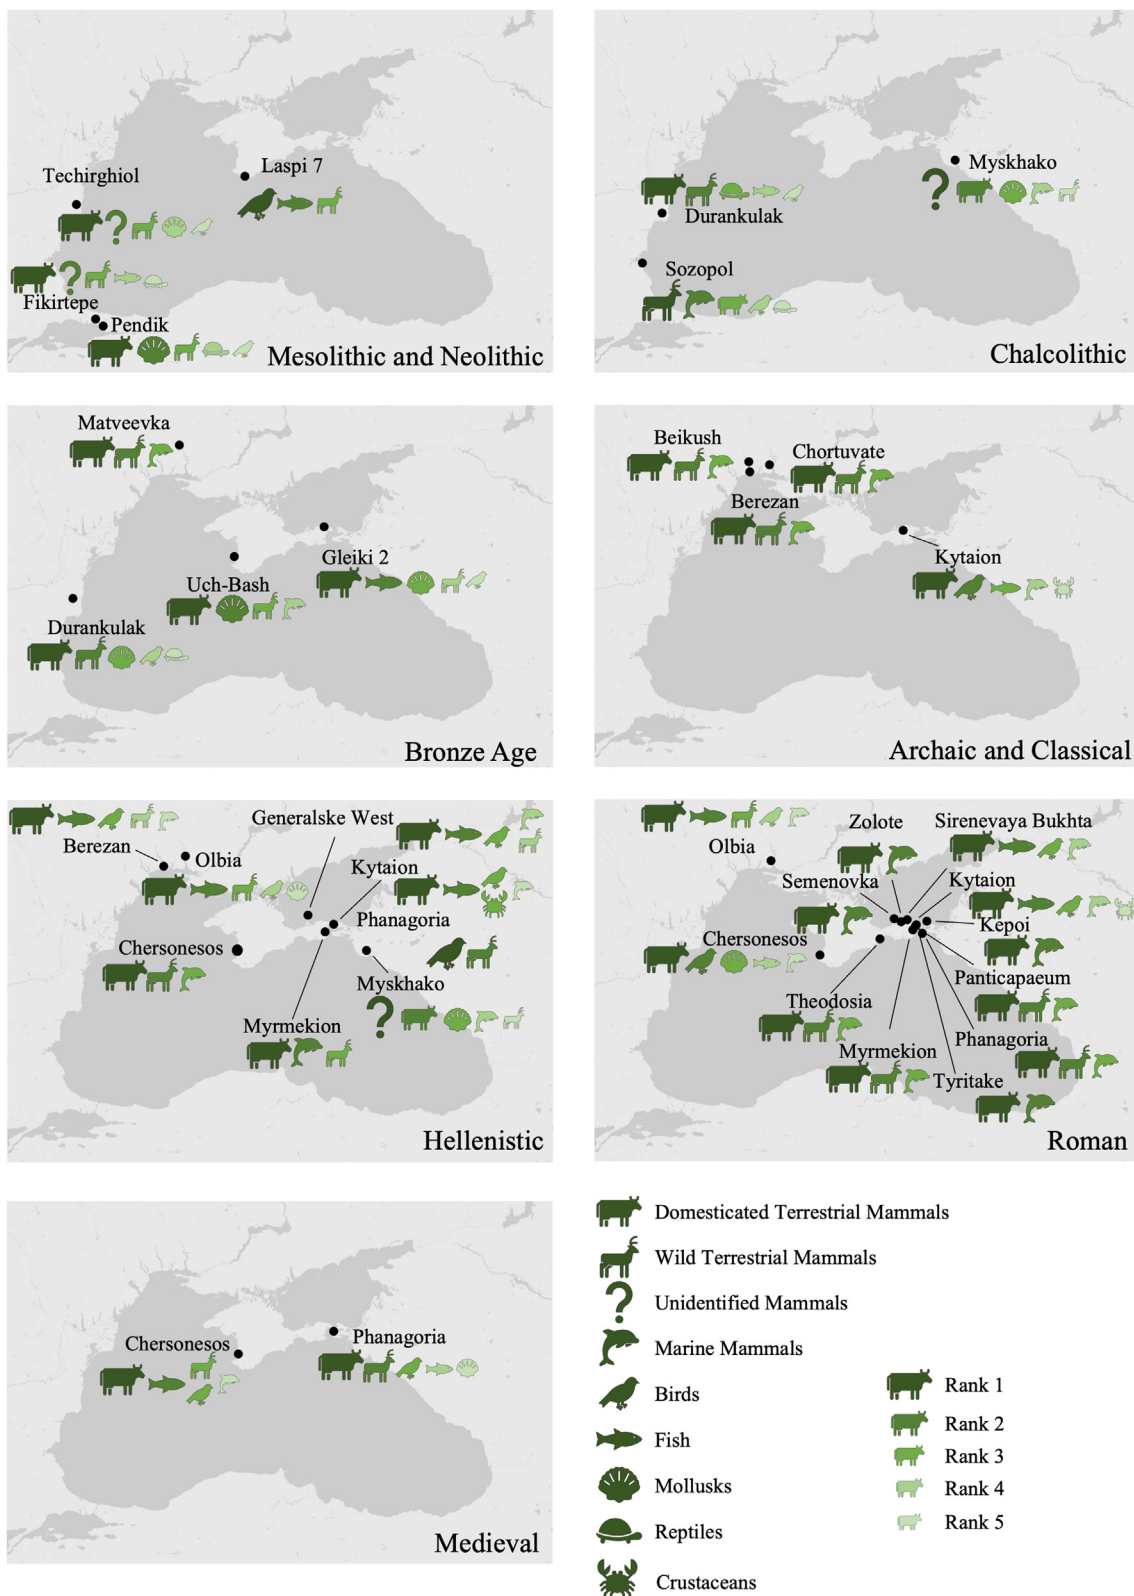 Techirghiol
Laspi 7
Fikirtepe
Pendik
Mesolithic and Neolithic
Myskhako
Durankulak
Sozopol
Chalcolithic
Matveevka
Gleiki 2
Uch-Bash
Durankulak
Bronze Age
Beikush
Chortuvate
Berezan
Kytaion
Archaic and Classical
Generalske West
Berezan
Olbia
Kytaion
Phanagoria
Chersonesos
Myskhako
Myrmekion
Hellenistic
Zolote
Sirenevaya Bukhta
Olbia
Semenovka
Kytaion
Kepoi
Chersonesos
Panticapaeum
Theodosia
Phanagoria
Myrmekion
Tyritake
Roman
Chersonesos
Phanagoria
Medieval
Domesticated Terrestrial Mammals
Wild Terrestrial Mammals
Unidentified Mammals
Marine Mammals
Birds
Fish
Mollusks
Reptiles
Crustaceans
Rank 1
Rank 2
Rank 3
Rank 4
Rank 5